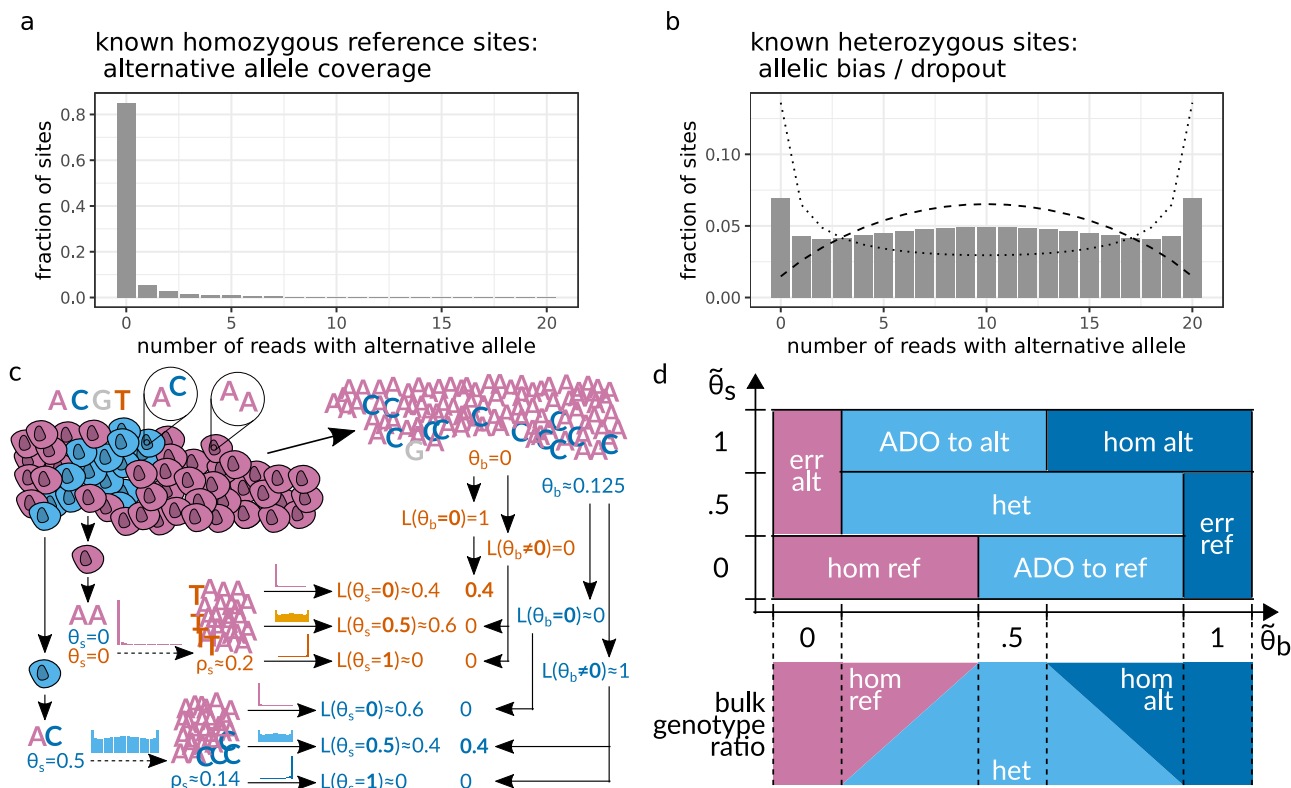 a
known homozygous reference sites:
alternative allele coverage
fraction of sites
0.8
0.6
0.4
0.2
0.0
0 5 10 15 20
number of reads with alternative allele
b
known heterozygous sites:
allelic bias / dropout
fraction of sites
0.10
0.05
0.00
0 5 10 15 20
number of reads with alternative allele
c
A C G T
A C
A A
G
θb=0
θb≈0.125
L(θb=0)=1
L(θb≠0)=0
AA
θs=0
θs=0
ρs≈0.2
L(θs=0)≈0.4 0.4
L(θs=0.5)≈0.6 0
L(θs=1)≈0 0
L(θb=0)≈0
L(θb≠0)≈1
AC
θs=0.5
ρs≈0.14
L(θs=0)≈0.6 0
L(θs=0.5)≈0.4 0.4
L(θs=1)≈0 0
d
θ̃s
1
.5
0
err alt
ADO to alt
hom alt
het
err ref
hom ref
ADO to ref
0 .5 1 θ̃b
bulk
genotype
ratio
hom ref
het
hom alt